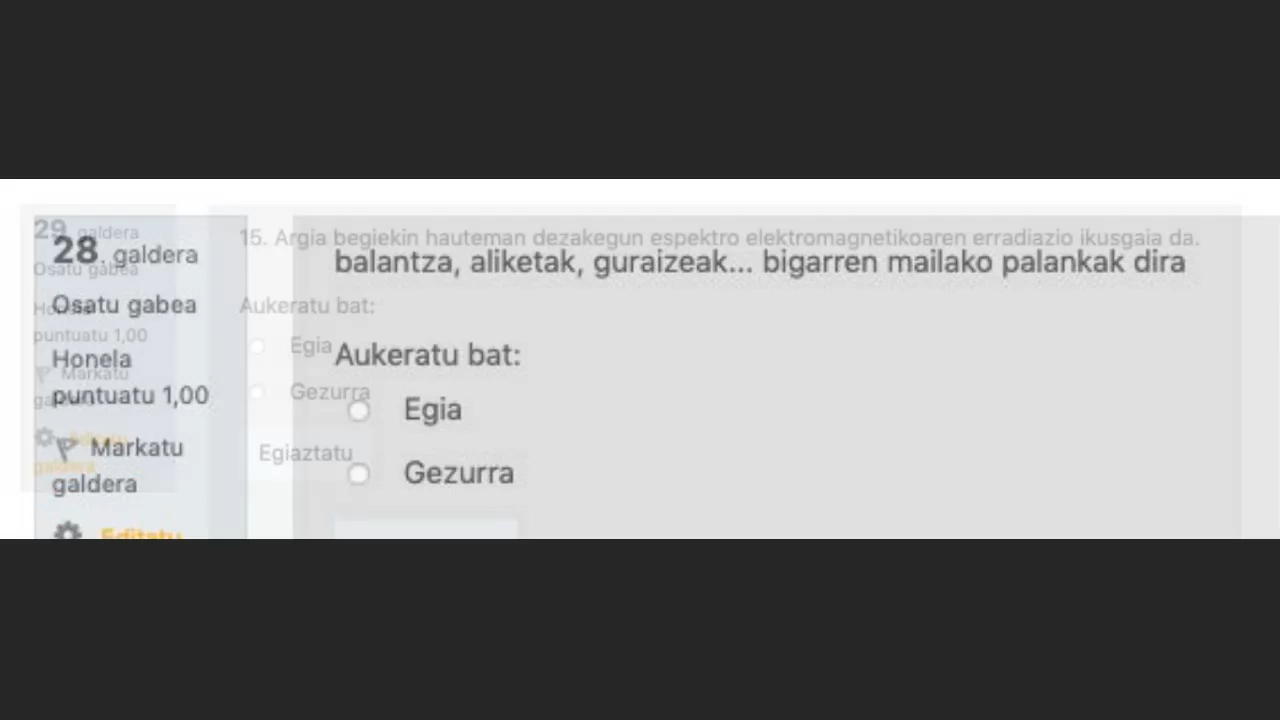 28. galdera
Osatu gabea
Honela
puntuatu 1,00
Markatu
galdera
Editatu
balantza, aliketak, guraizeak... bigarren mailako palankak dira
Aukeratu bat:
Egia
Gezurra
29. galdera
Osatu gabea
Honela
puntuatu 1,00
Markatu
galdera
Editatu
galdera
15. Argia begiekin hauteman dezakegun espektro elektromagnetikoaren erradiazio ikusgaia da.
Aukeratu bat:
Egia
Gezurra
Egiaztatu